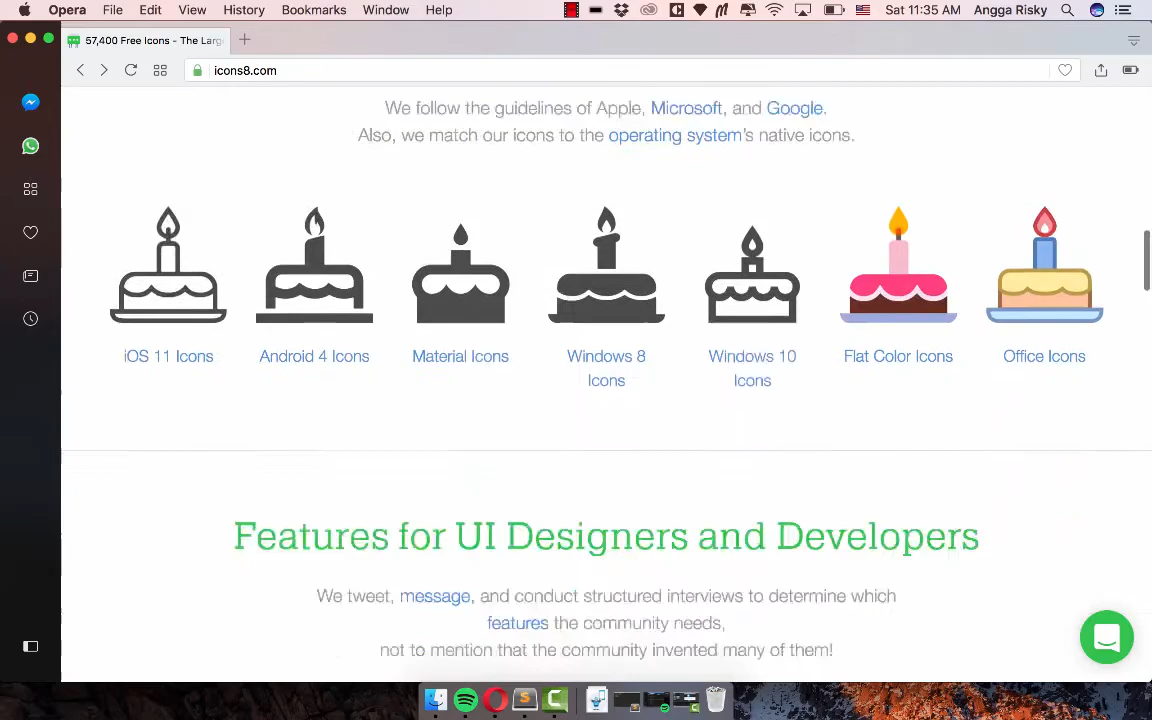 Opera File Edit View History Bookmarks Window Help Sat 11:35 AM Angga Risky
57,400 Free Icons - The Larg
icons8.com
We follow the guidelines of Apple, Microsoft, and Google.
Also, we match our icons to the operating system's native icons.
iOS 11 Icons Android 4 Icons Material Icons Windows 8 Icons Windows 10 Icons Flat Color Icons Office Icons
Features for UI Designers and Developers
We tweet, message, and conduct structured interviews to determine which
features the community needs,
not to mention that the community invented many of them!